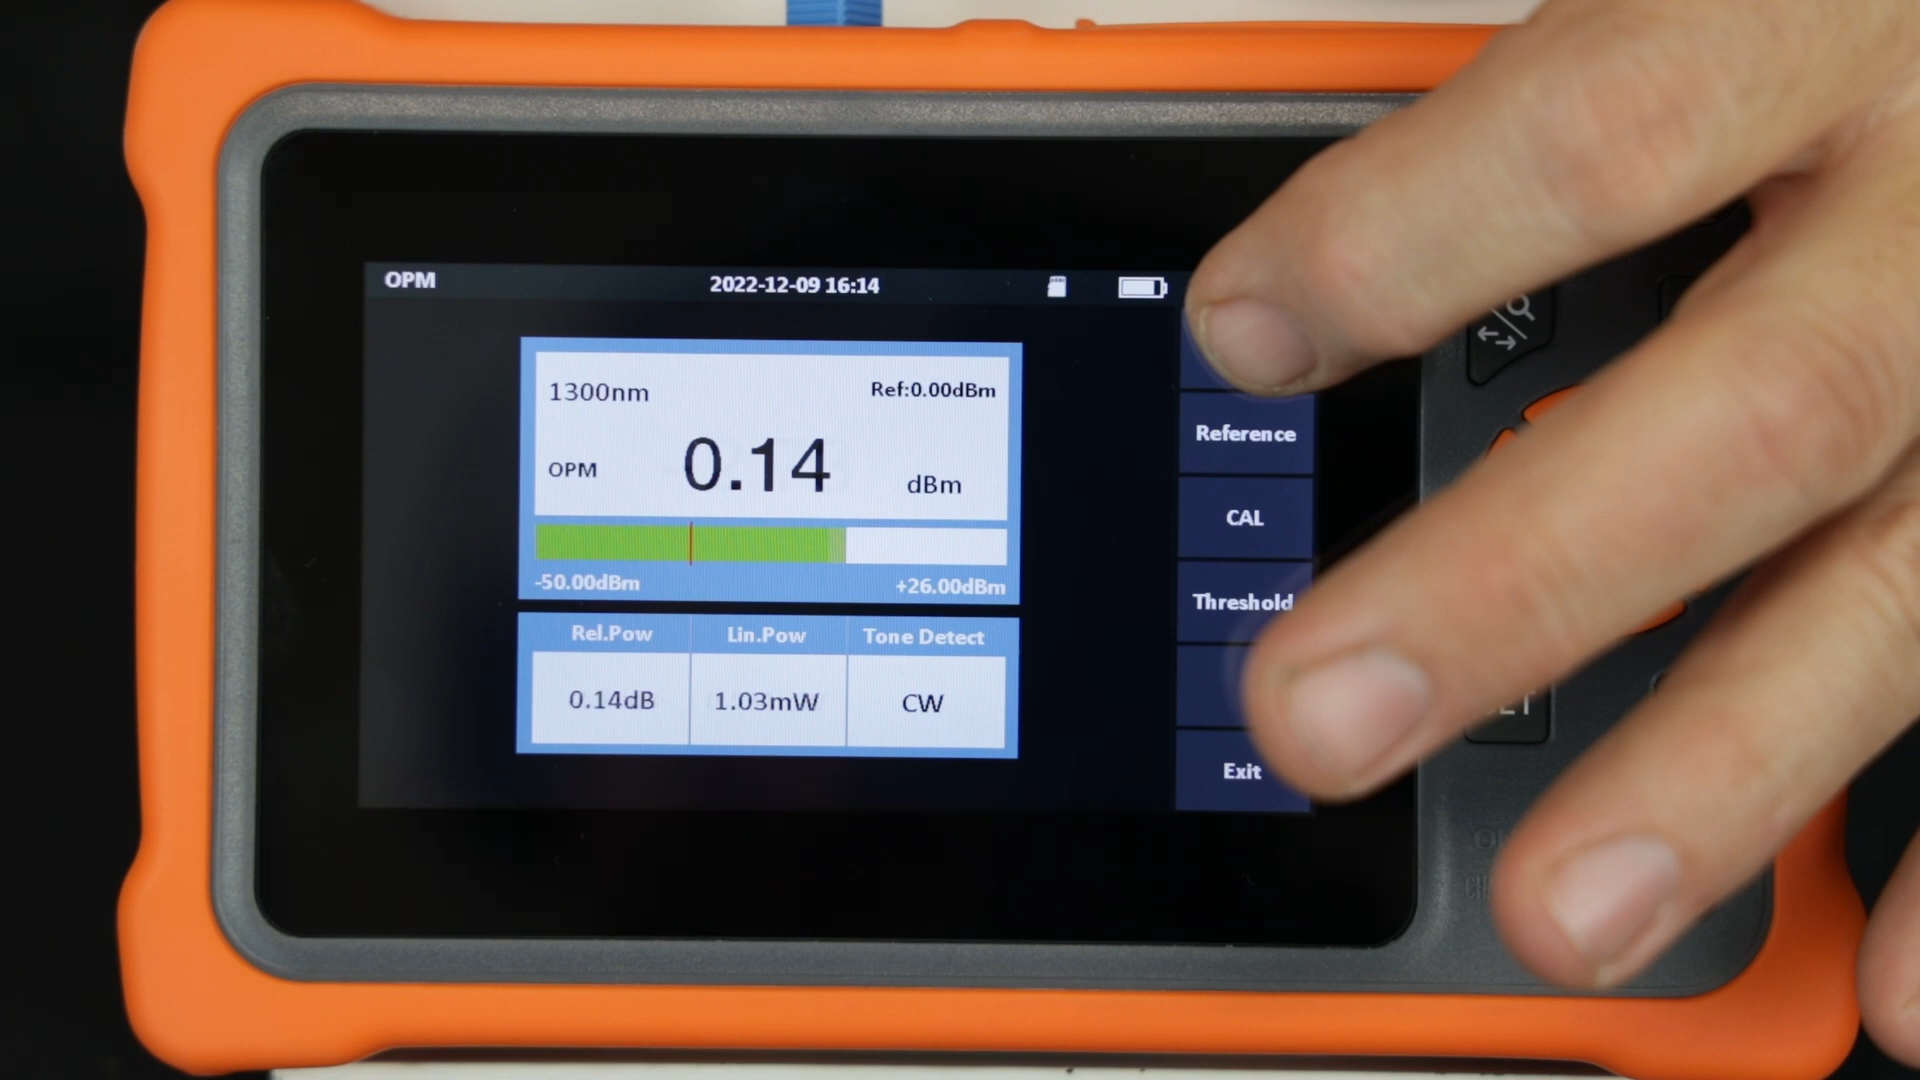 OPM 2022-12-09 16:14
1300nm Ref:0.00dBm
OPM 0.14 dBm
-50.00dBm +26.00dBm
Rel.Pow Lin.Pow Tone Detect
0.14dB 1.03mW CW
Reference
CAL
Threshold
Exit